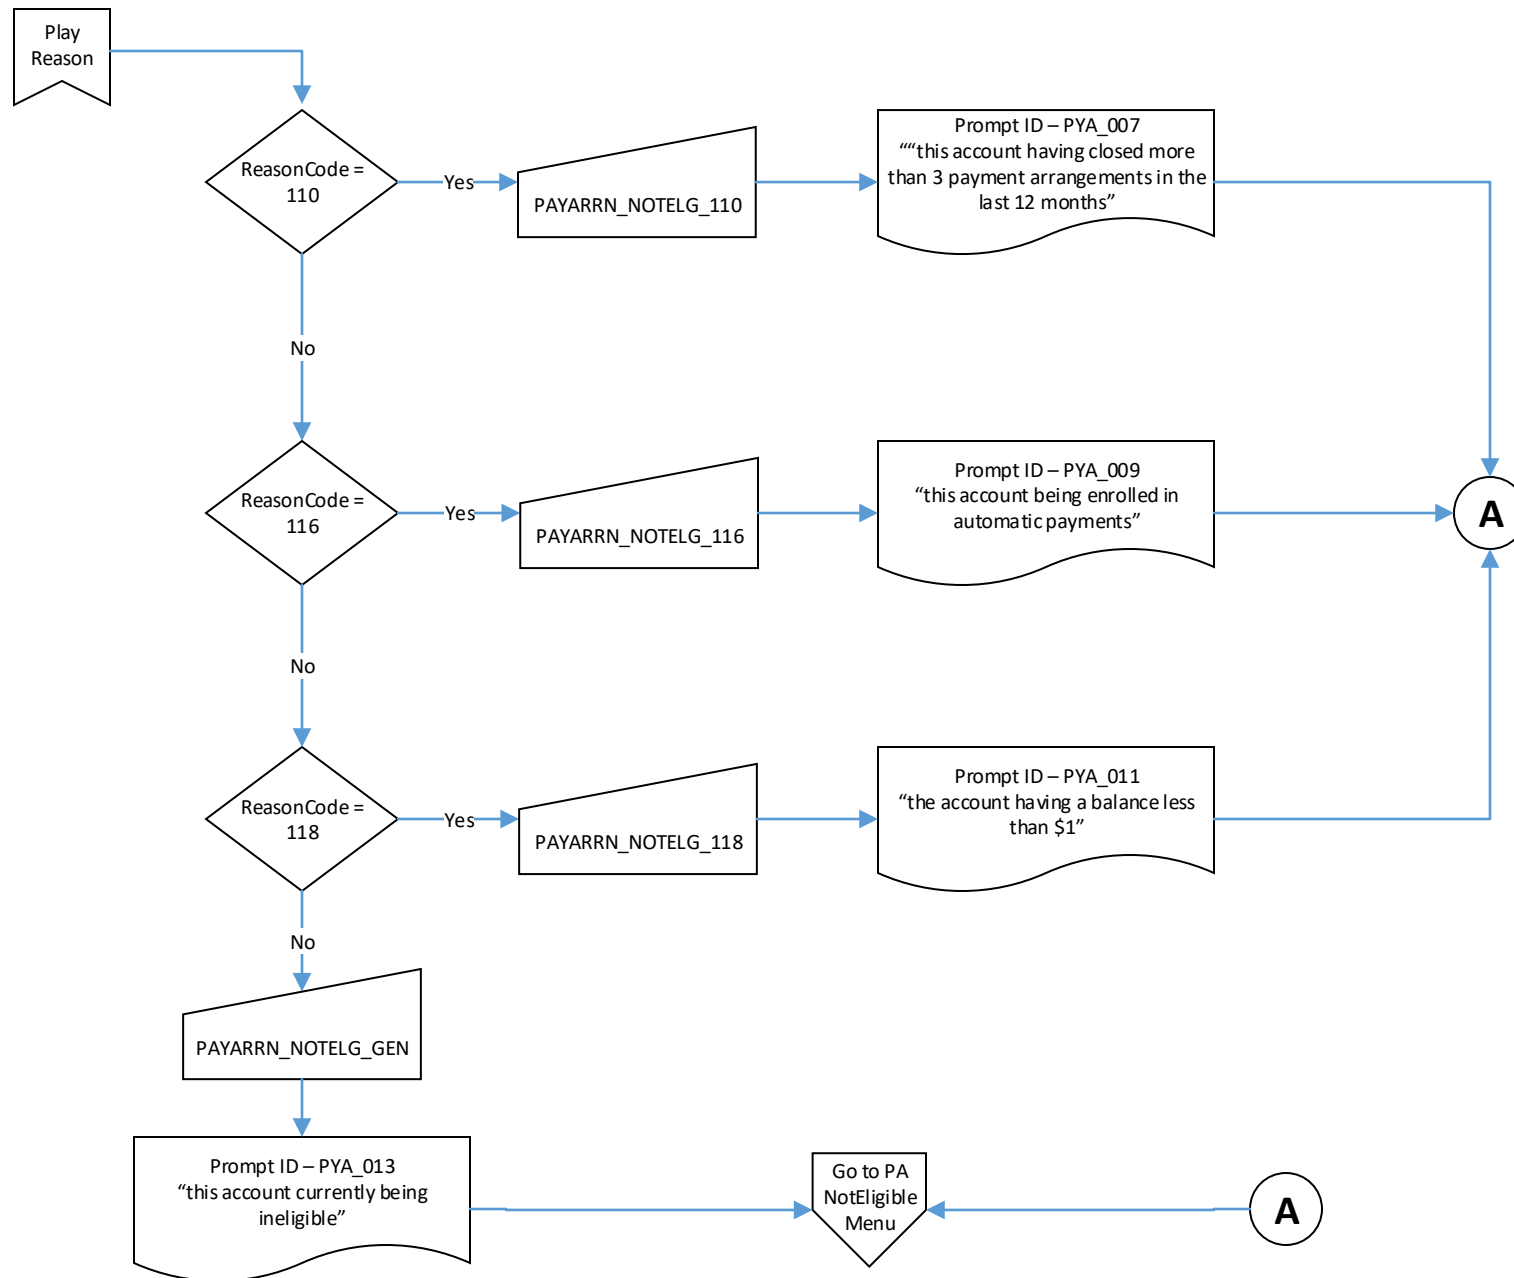 Play
Reason
ReasonCode =
110
Yes
PAYARRN_NOTELG_110
Prompt ID – PYA_007
““this account having closed more
than 3 payment arrangements in the
last 12 months”
No
ReasonCode =
116
Yes
PAYARRN_NOTELG_116
Prompt ID – PYA_009
“this account being enrolled in
automatic payments”
A
No
ReasonCode =
118
Yes
PAYARRN_NOTELG_118
Prompt ID – PYA_011
“the account having a balance less
than $1”
No
PAYARRN_NOTELG_GEN
Prompt ID – PYA_013
“this account currently being
ineligible”
Go to PA
NotEligible
Menu
A